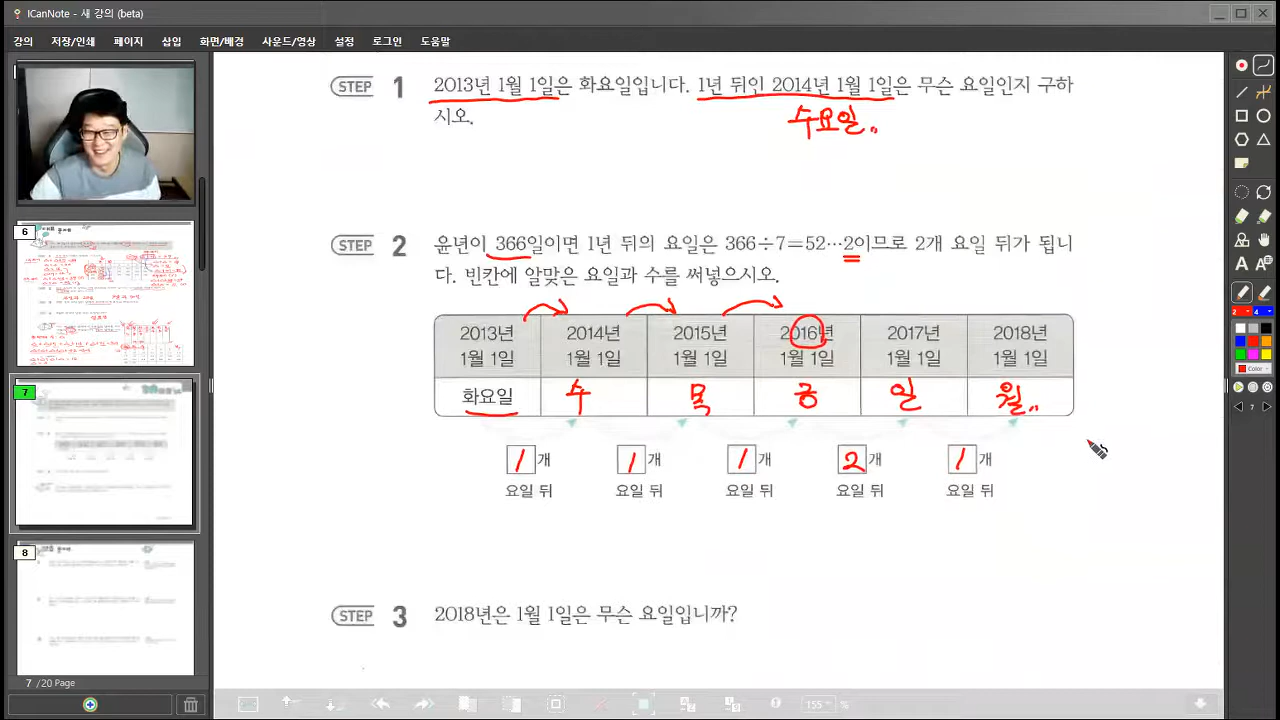 ICanNote - 새 강의 (beta)
강의 저장/인쇄 페이지 삽입 화면/배경 사운드/영상 설정 로그인 도움말
STEP 1 2013년 1월 1일은 화요일입니다. 1년 뒤인 2014년 1월 1일은 무슨 요일인지 구하
시오.
수요일..
STEP 2 윤년이 366일이면 1년 뒤의 요일은 366÷7=52…2이므로 2개 요일 뒤가 됩니
다. 빈칸에 알맞은 요일과 수를 써넣으시오.
2013년 2014년 2015년 2016년 2017년 2018년
1월 1일 1월 1일 1월 1일 1월 1일 1월 1일 1월 1일
화요일 수 목 금 일 월..
1개 1개 1개 2개 1개
요일 뒤 요일 뒤 요일 뒤 요일 뒤 요일 뒤
STEP 3 2018년은 1월 1일은 무슨 요일입니까?
6
7
8
7 /20 Page
155 %
A A
2 4
Color
7